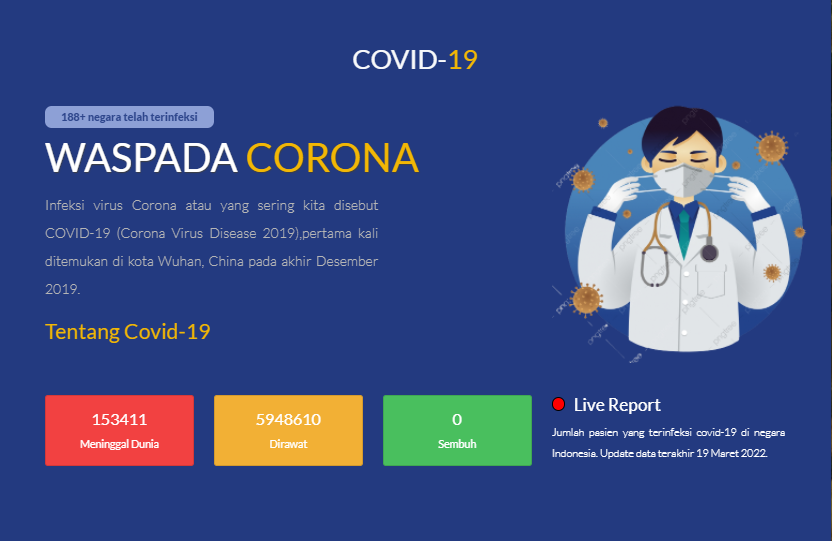 COVID-19
188+ negara telah terinfeksi
WASPADA CORONA
Infeksi virus Corona atau yang sering kita disebut
COVID-19 (Corona Virus Disease 2019),pertama kali
ditemukan di kota Wuhan, China pada akhir Desember
2019.
Tentang Covid-19
153411
Meninggal Dunia
5948610
Dirawat
0
Sembuh
Live Report
Jumlah pasien yang terinfeksi covid-19 di negara
Indonesia. Update data terakhir 19 Maret 2022.